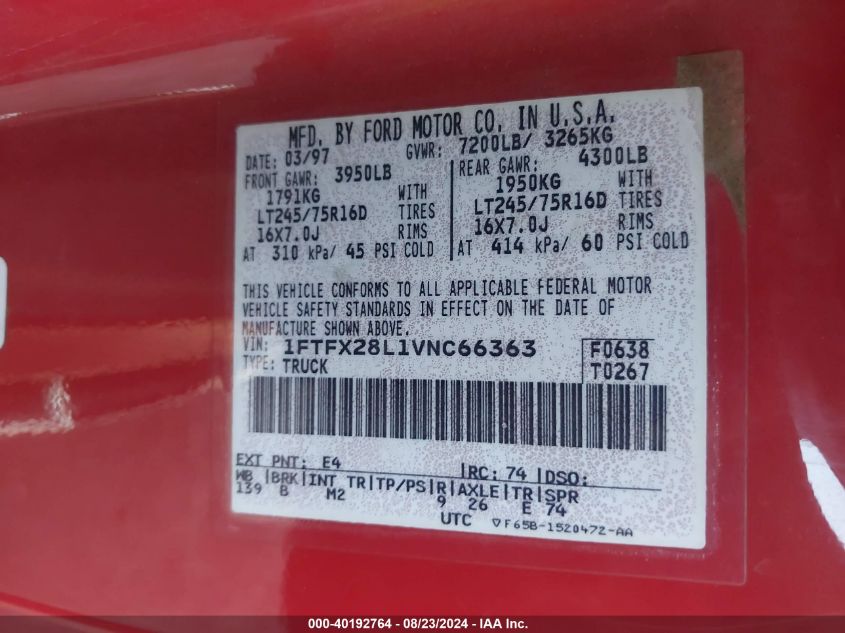 MFD. BY FORD MOTOR CO. IN U.S.A.
DATE: 03/97 GVWR: 7200LB/ 3265KG
FRONT GAWR: 3950LB REAR GAWR: 4300LB
1791KG WITH 1950KG WITH
LT245/75R16D TIRES LT245/75R16D TIRES
16X7.0J RIMS 16X7.0J RIMS
AT 310 kPa/ 45 PSI COLD AT 414 kPa/ 60 PSI COLD
THIS VEHICLE CONFORMS TO ALL APPLICABLE FEDERAL MOTOR
VEHICLE SAFETY STANDARDS IN EFFECT ON THE DATE OF
MANUFACTURE SHOWN ABOVE.
VIN: 1FTFX28L1VNC66363 F0638
TYPE: TRUCK T0267
EXT PNT: E4 RC: 74 DSO:
WB BRK INT TR TP/PS R AXLE TR SPR
139 B M2 9 26 E 74
UTC ▽F65B-1520472-AA
000-40192764 - 08/23/2024 - IAA Inc.